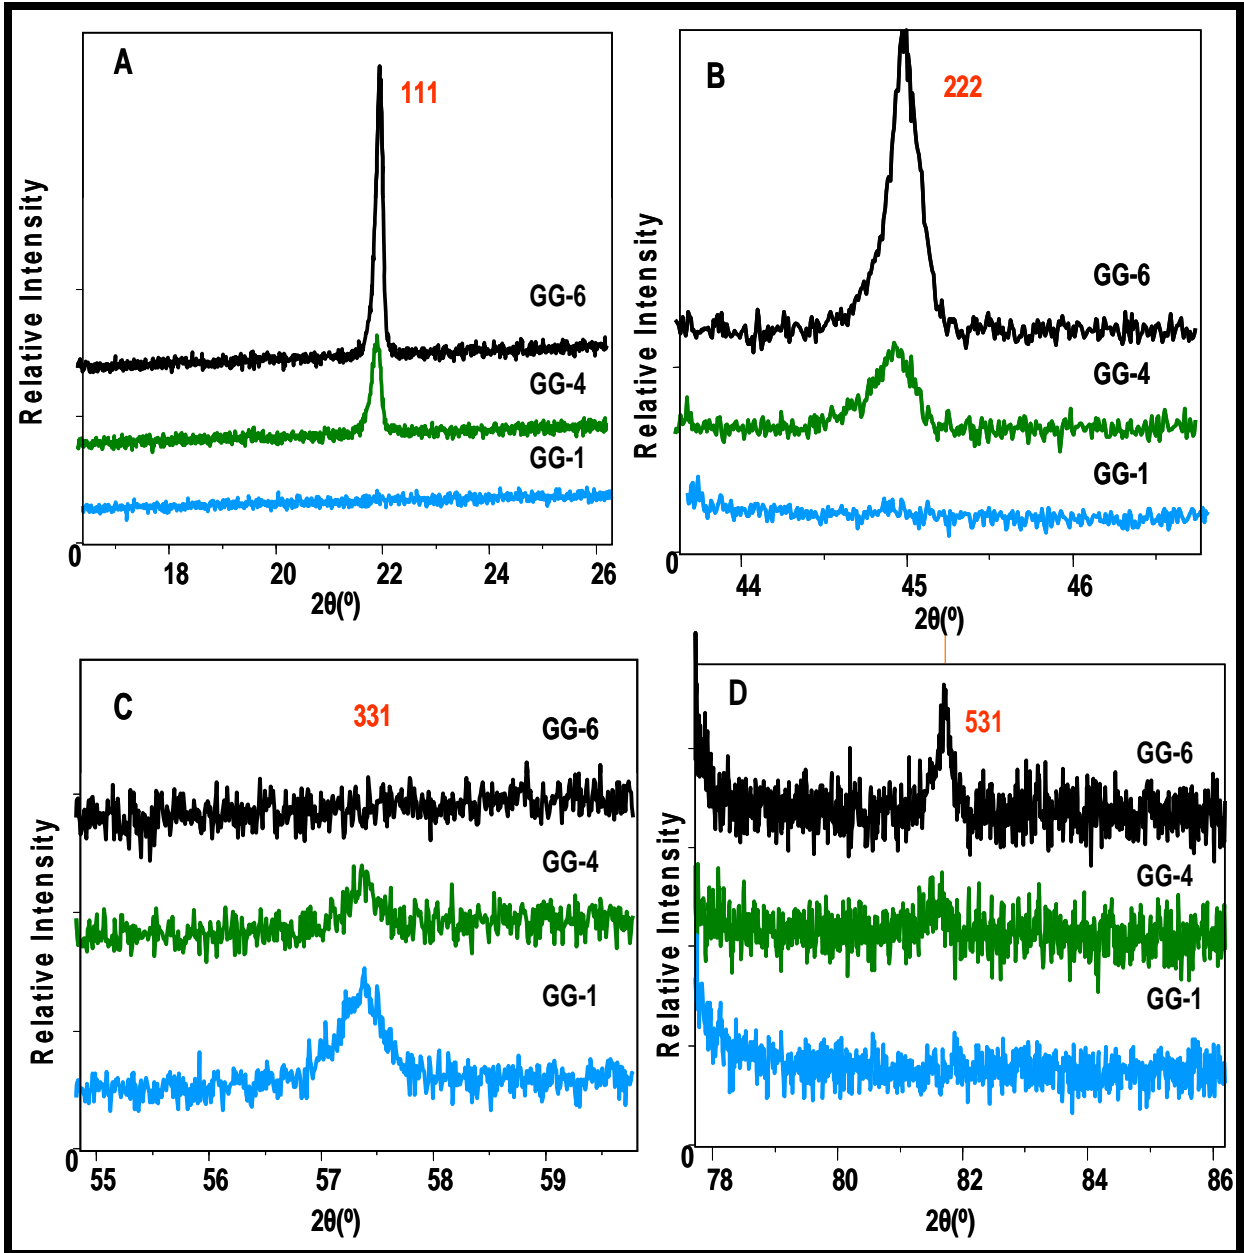 A
111
Relative Intensity
GG-6
GG-4
GG-1
0
18 20 22 24 26
2θ(º)
B
222
Relative Intensity
GG-6
GG-4
GG-1
0
44 45 46
2θ(º)
C
331
Relative Intensity
GG-6
GG-4
GG-1
0
55 56 57 58 59
2θ(º)
D
531
Relative Intensity
GG-6
GG-4
GG-1
0
78 80 82 84 86
2θ(º)